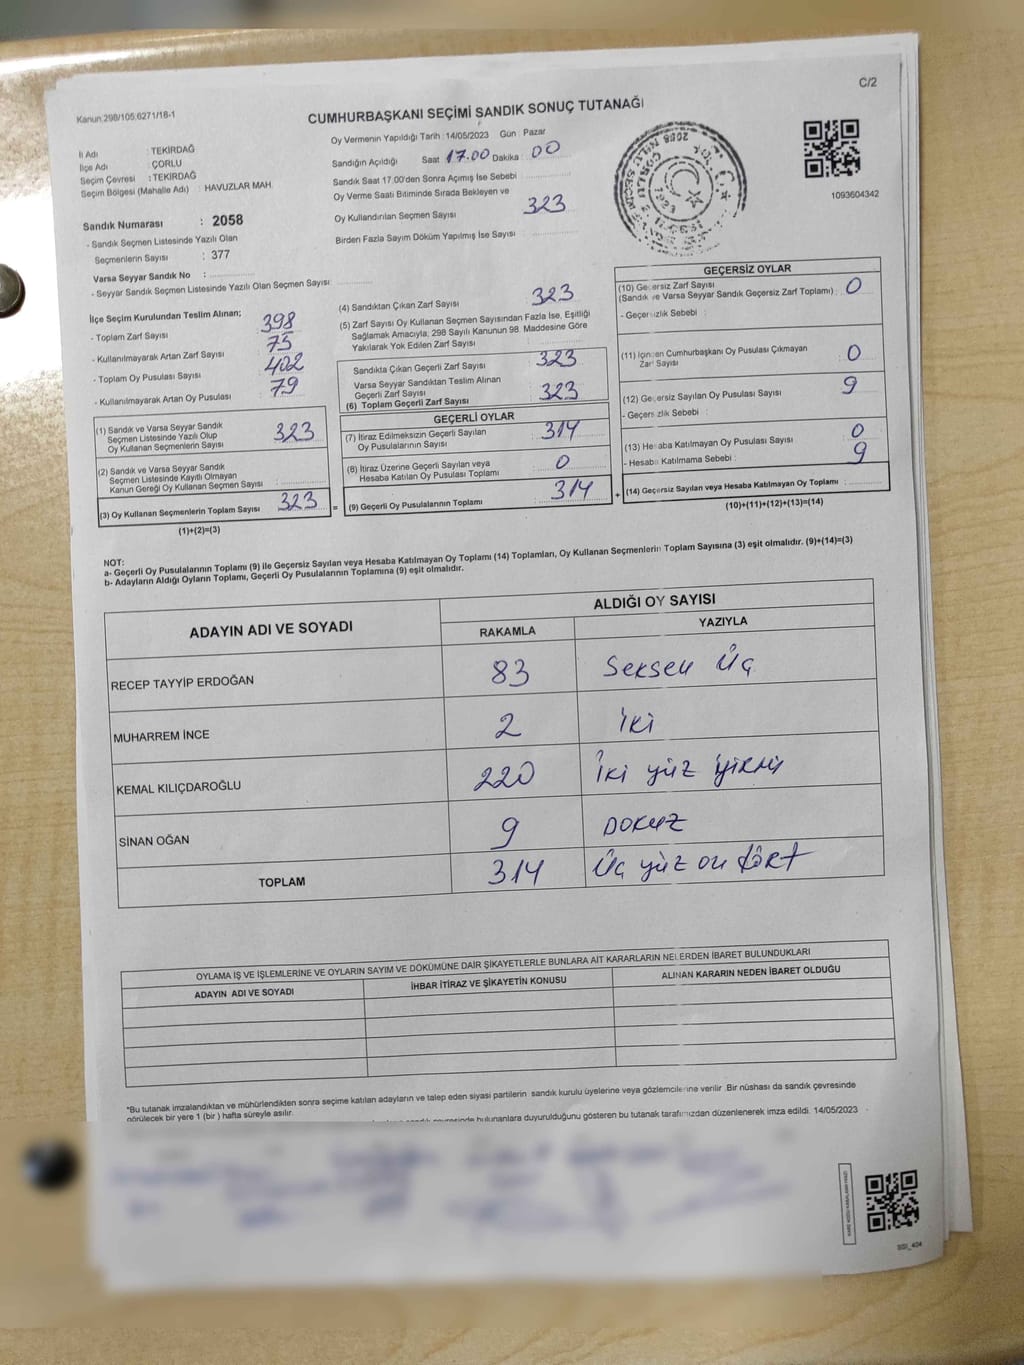 C/2
Kanun 298/105.6271/18-1
CUMHURBAŞKANI SEÇİMİ SANDIK SONUÇ TUTANAĞI
İl Adı : TEKİRDAĞ
İlçe Adı : ÇORLU
Seçim Çevresi : TEKİRDAĞ
Seçim Bölgesi (Mahalle Adı) : HAVUZLAR MAH.
Sandık Numarası : 2058
- Sandık Seçmen Listesinde Yazılı Olan
Seçmenlerin Sayısı : 377
Varsa Seyyar Sandık No :
- Seyyar Sandık Seçmen Listesinde Yazılı Olan Seçmen Sayısı:
Oy Vermenin Yapıldığı Tarih : 14/05/2023 Gün : Pazar
Sandığın Açıldığı Saat 17.00 Dakika : 00
Sandık Saat 17.00'den Sonra Açımış İse Sebebi :
Oy Verme Saati Bitiminde Sırada Bekleyen ve
Oy Kullandırılan Seçmen Sayısı 323
Birden Fazla Sayım Döküm Yapılmış İse Sayısı :
1093604342
İlçe Seçim Kurulundan Teslim Alınan;
- Toplam Zarf Sayısı : 398
- Kullanılmayarak Artan Zarf Sayısı : 75
- Toplam Oy Pusulası Sayısı : 402
- Kullanılmayarak Artan Oy Pusulası : 79
(1) Sandık ve Varsa Seyyar Sandık
Seçmen Listesinde Yazılı Olup
Oy Kullanan Seçmenlerin Sayısı : 323
(2) Sandık ve Varsa Seyyar Sandık
Seçmen Listesinde Kayıtlı Olmayan
Kanun Gereği Oy Kullanan Seçmen Sayısı :
(3) Oy Kullanan Seçmenlerin Toplam Sayısı : 323
(1)+(2)=(3)
(4) Sandıktan Çıkan Zarf Sayısı : 323
(5) Zarf Sayısı Oy Kullanan Seçmen Sayısından Fazla İse, Eşitliği
Sağlamak Amacıyla; 298 Sayılı Kanunun 98. Maddesine Göre
Yakılarak Yok Edilen Zarf Sayısı :
Sandıkta Çıkan Geçerli Zarf Sayısı : 323
Varsa Seyyar Sandıktan Teslim Alınan
Geçerli Zarf Sayısı
(6) Toplam Geçerli Zarf Sayısı : 323
GEÇERLİ OYLAR
(7) İtiraz Edilmeksizin Geçerli Sayılan
Oy Pusulalarının Sayısı : 314
(8) İtiraz Üzerine Geçerli Sayılan veya
Hesaba Katılan Oy Pusulası Toplamı : 0
(9) Geçerli Oy Pusulalarının Toplamı : 314
GEÇERSİZ OYLAR
(10) Geçersiz Zarf Sayısı
(Sandık ve Varsa Seyyar Sandık Geçersiz Zarf Toplamı) : 0
- Geçersizlik Sebebi :
(11) İçinden Cumhurbaşkanı Oy Pusulası Çıkmayan
Zarf Sayısı : 0
(12) Geçersiz Sayılan Oy Pusulası Sayısı : 9
- Geçersizlik Sebebi :
(13) Hesaba Katılmayan Oy Pusulası Sayısı : 0
- Hesaba Katılmama Sebebi :
(14) Geçersiz Sayılan veya Hesaba Katılmayan Oy Toplamı : 9
(10)+(11)+(12)+(13)=(14)
NOT:
a- Geçerli Oy Pusulalarının Toplamı (9) ile Geçersiz Sayılan veya Hesaba Katılmayan Oy Toplamı (14) Toplamları, Oy Kullanan Seçmenlerin Toplam Sayısına (3) eşit olmalıdır. (9)+(14)=(3)
b- Adayların Aldığı Oyların Toplamı, Geçerli Oy Pusulalarının Toplamına (9) eşit olmalıdır.
ADAYIN ADI VE SOYADI
ALDIĞI OY SAYISI
RAKAMLA YAZIYLA
RECEP TAYYİP ERDOĞAN 83 Seksen Üç
MUHARREM İNCE 2 İki
KEMAL KILIÇDAROĞLU 220 İki yüz yirmi
SİNAN OĞAN 9 DOKUZ
TOPLAM 314 Üç yüz on dört
OYLAMA İŞ VE İŞLEMLERİNE VE OYLARIN SAYIM VE DÖKÜMÜNE DAİR ŞİKAYETLERLE BUNLARA AİT KARARLARIN NELERDEN İBARET BULUNDUKLARI
ADAYIN ADI VE SOYADI İHBAR İTİRAZ VE ŞİKAYETİN KONUSU ALINAN KARARIN NEDEN İBARET OLDUĞU
*Bu tutanak imzalandıktan ve mühürlendikten sonra seçime katılan adayların ve talep eden siyasi partilerin sandık kurulu üyelerine veya gözlemcilerine verilir .Bir nüshası da sandık çevresinde
görülecek bir yere 1 (bir ) hafta süreyle asılır.
bulunanlara duyurulduğunu gösteren bu tutanak tarafımızdan düzenlenerek imza edildi. 14/05/2023
SSI_404